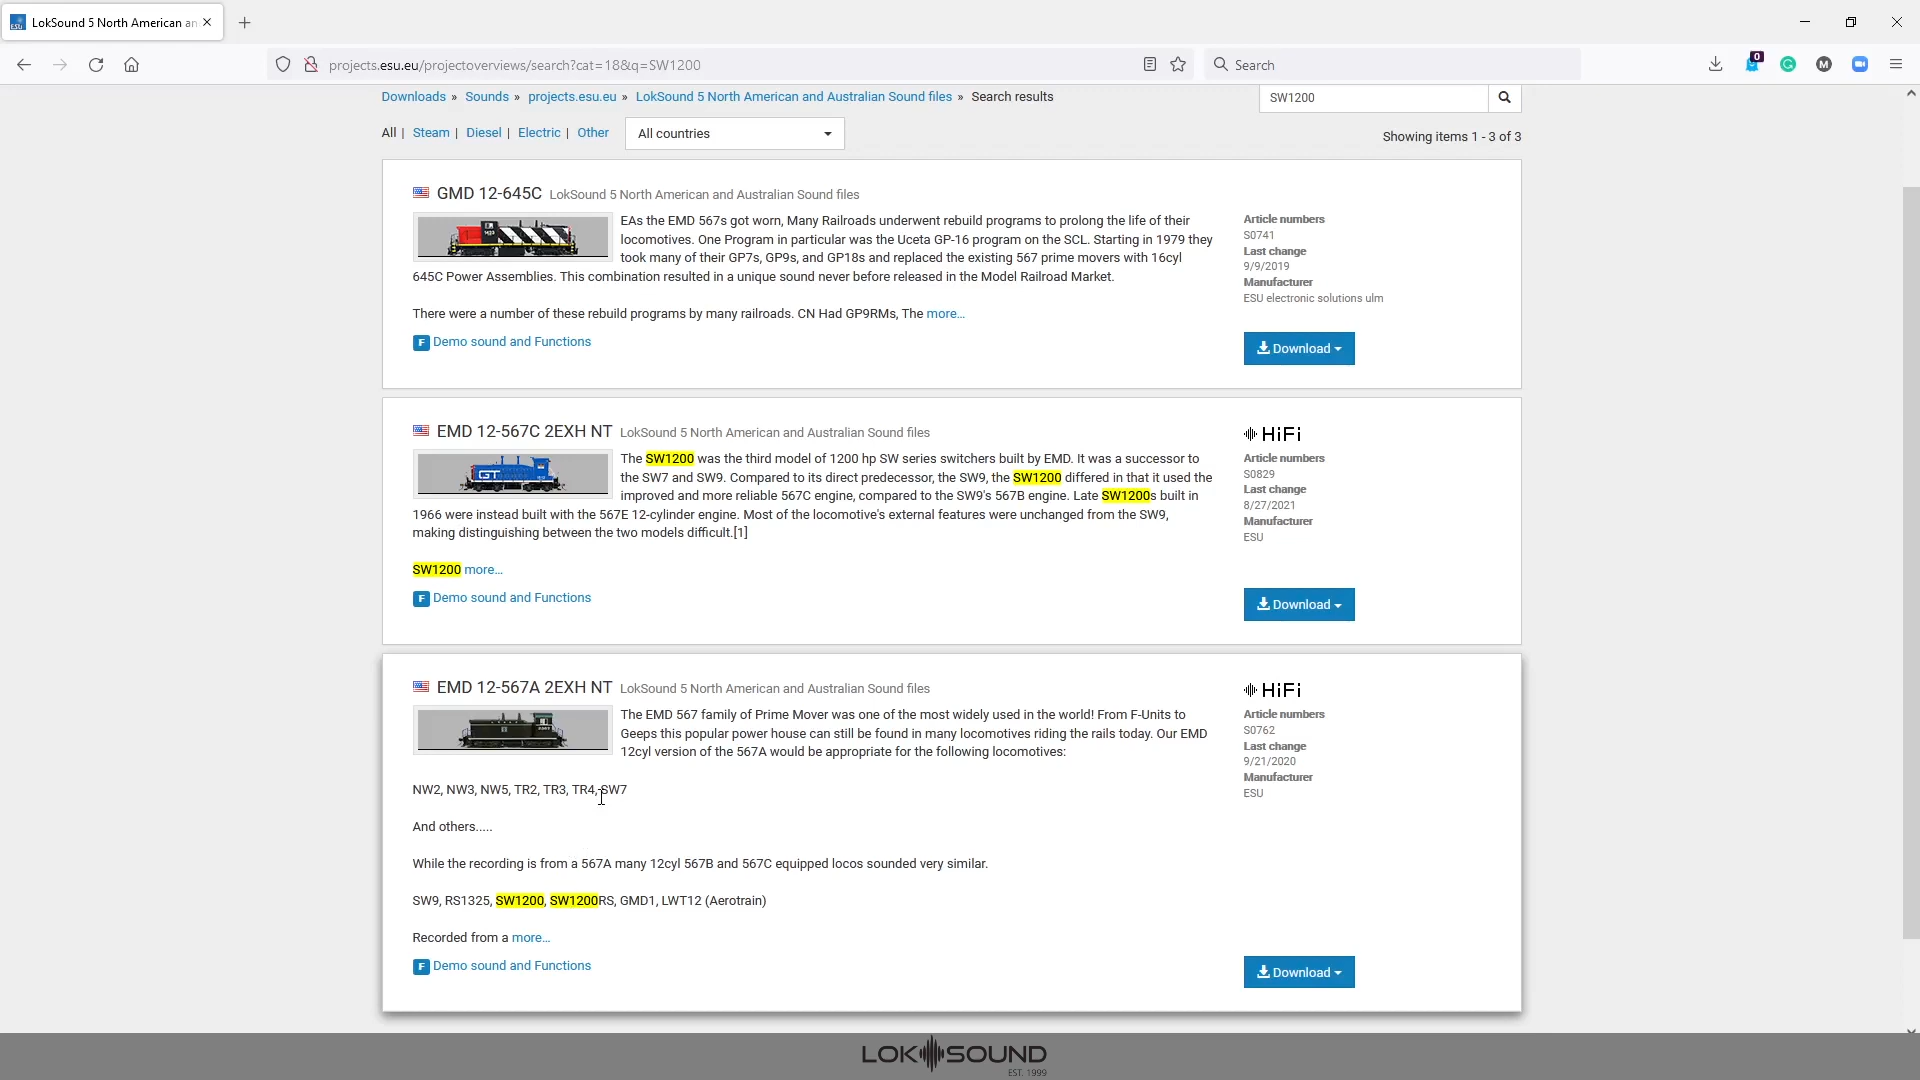 LokSound 5 North American an
projects.esu.eu/projectoverviews/search?cat=18&q=SW1200
Search
0
M
Downloads » Sounds » projects.esu.eu » LokSound 5 North American and Australian Sound files » Search results
SW1200
All | Steam | Diesel | Electric | Other
All countries
Showing items 1 - 3 of 3
GMD 12-645C LokSound 5 North American and Australian Sound files
EAs the EMD 567s got worn, Many Railroads underwent rebuild programs to prolong the life of their
locomotives. One Program in particular was the Uceta GP-16 program on the SCL. Starting in 1979 they
took many of their GP7s, GP9s, and GP18s and replaced the existing 567 prime movers with 16cyl
645C Power Assemblies. This combination resulted in a unique sound never before released in the Model Railroad Market.
There were a number of these rebuild programs by many railroads. CN Had GP9RMs, The more...
F Demo sound and Functions
Article numbers
S0741
Last change
9/9/2019
Manufacturer
ESU electronic solutions ulm
Download
EMD 12-567C 2EXH NT LokSound 5 North American and Australian Sound files
GT
The SW1200 was the third model of 1200 hp SW series switchers built by EMD. It was a successor to
the SW7 and SW9. Compared to its direct predecessor, the SW9, the SW1200 differed in that it used the
improved and more reliable 567C engine, compared to the SW9's 567B engine. Late SW1200s built in
1966 were instead built with the 567E 12-cylinder engine. Most of the locomotive's external features were unchanged from the SW9,
making distinguishing between the two models difficult.[1]
SW1200 more...
F Demo sound and Functions
HiFi
Article numbers
S0829
Last change
8/27/2021
Manufacturer
ESU
Download
EMD 12-567A 2EXH NT LokSound 5 North American and Australian Sound files
The EMD 567 family of Prime Mover was one of the most widely used in the world! From F-Units to
Geeps this popular power house can still be found in many locomotives riding the rails today. Our EMD
12cyl version of the 567A would be appropriate for the following locomotives:
NW2, NW3, NW5, TR2, TR3, TR4, SW7
And others.....
While the recording is from a 567A many 12cyl 567B and 567C equipped locos sounded very similar.
SW9, RS1325, SW1200, SW1200RS, GMD1, LWT12 (Aerotrain)
Recorded from a more...
F Demo sound and Functions
HiFi
Article numbers
S0762
Last change
9/21/2020
Manufacturer
ESU
Download
LOKSOUND
EST. 1999